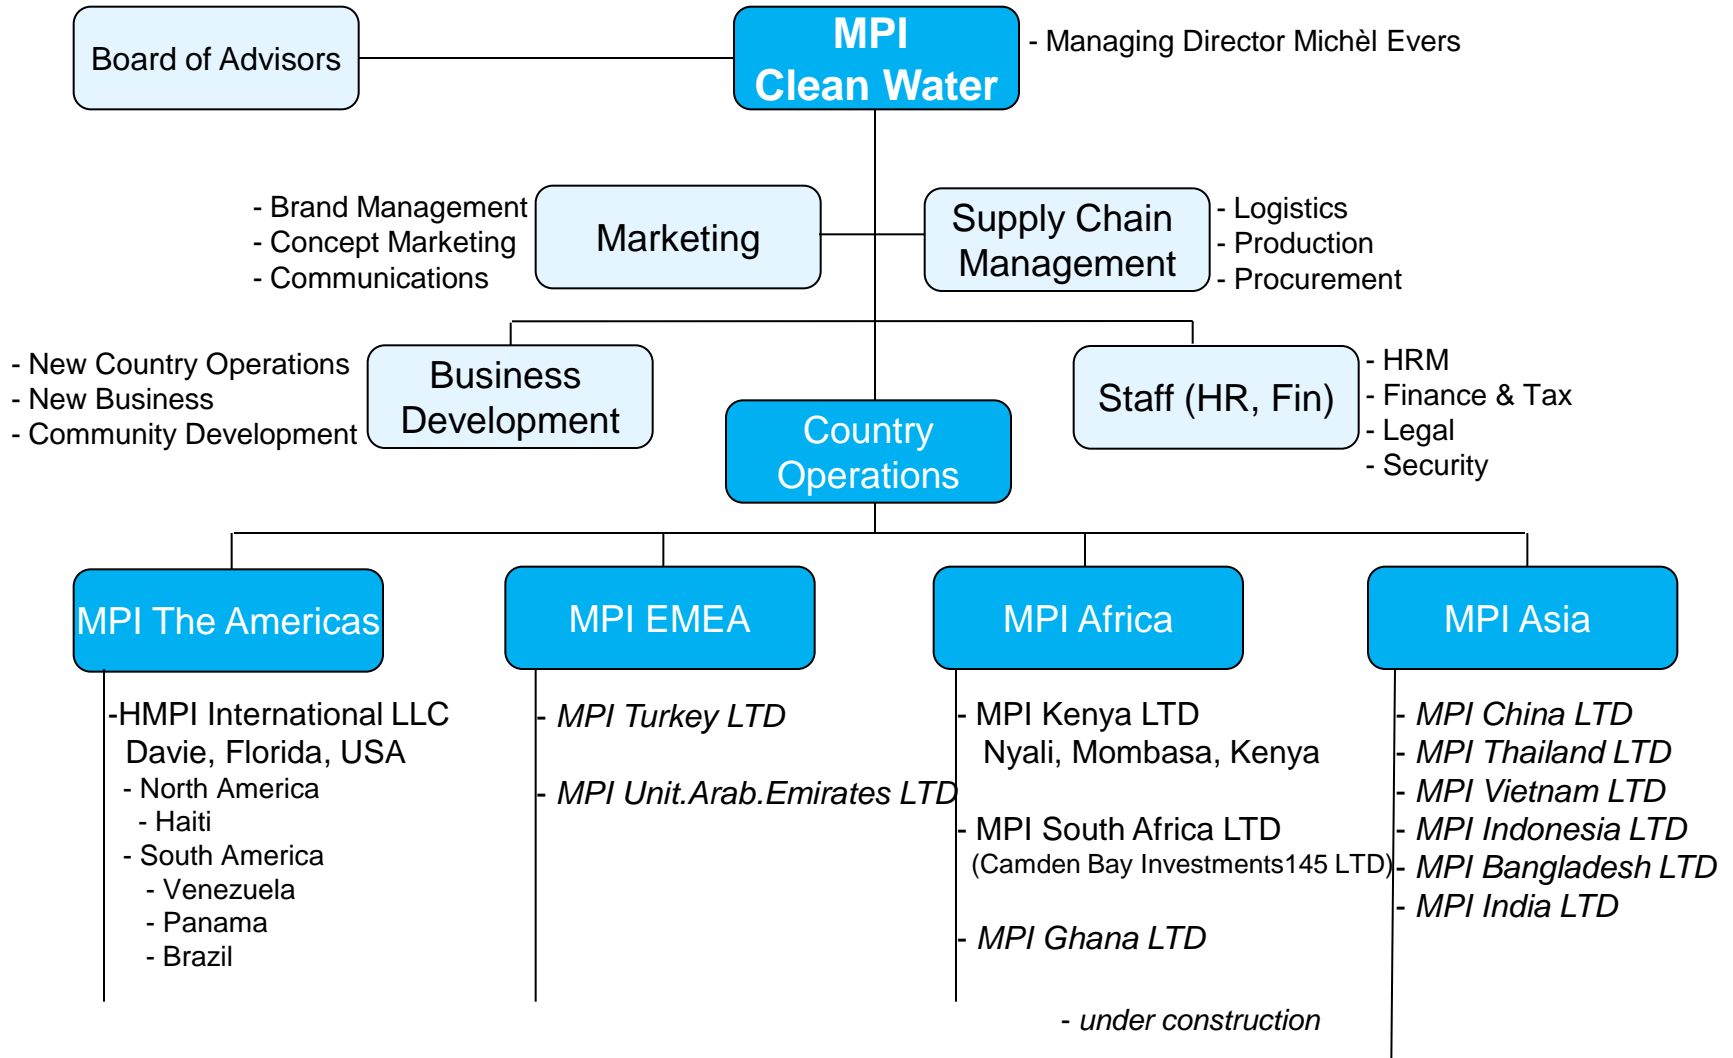 Board of Advisors
MPI
Clean Water
- Managing Director Michèl Evers
- Brand Management
- Concept Marketing
- Communications
Marketing
Supply Chain
Management
- Logistics
- Production
- Procurement
- New Country Operations
- New Business
- Community Development
Business
Development
Country
Operations
Staff (HR, Fin)
- HRM
- Finance & Tax
- Legal
- Security
MPI The Americas
-HMPI International LLC
Davie, Florida, USA
- North America
- Haiti
- South America
- Venezuela
- Panama
- Brazil
MPI EMEA
- MPI Turkey LTD
- MPI Unit.Arab.Emirates LTD
MPI Africa
- MPI Kenya LTD
Nyali, Mombasa, Kenya
- MPI South Africa LTD
(Camden Bay Investments145 LTD)
- MPI Ghana LTD
MPI Asia
- MPI China LTD
- MPI Thailand LTD
- MPI Vietnam LTD
- MPI Indonesia LTD
- MPI Bangladesh LTD
- MPI India LTD
- under construction